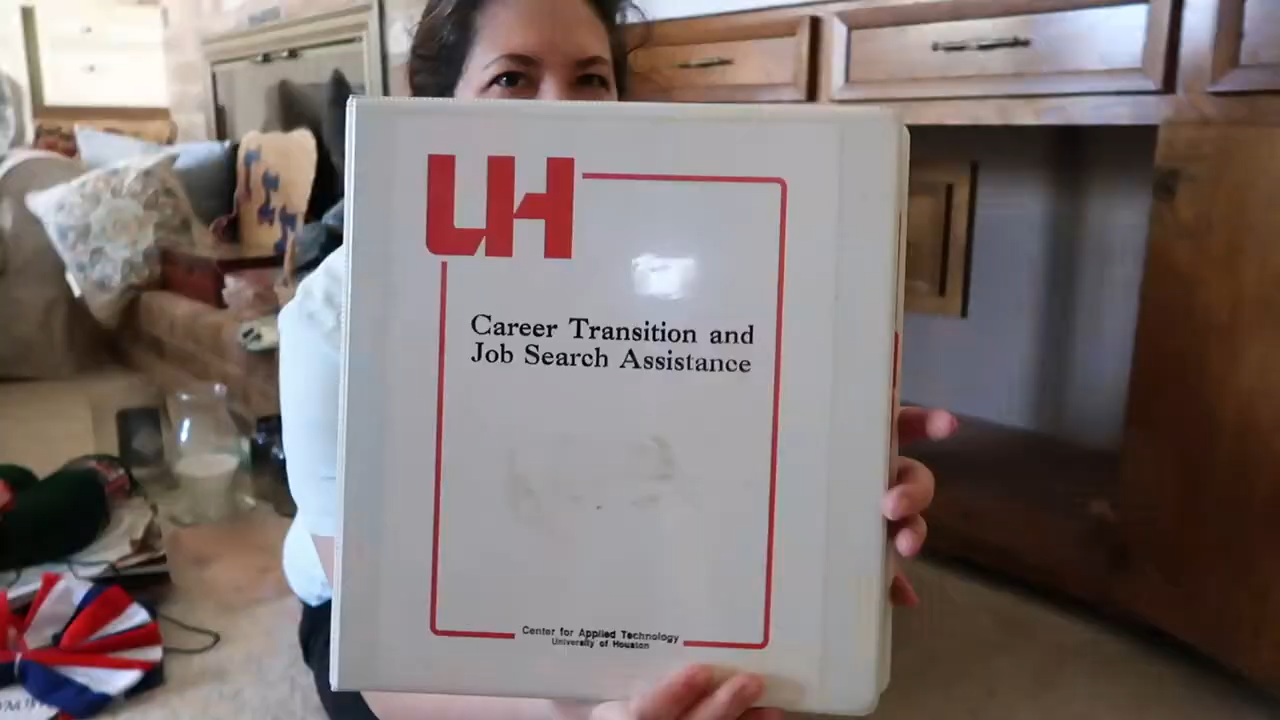 UH
Career Transition and
Job Search Assistance
Center for Applied Technology
University of Houston